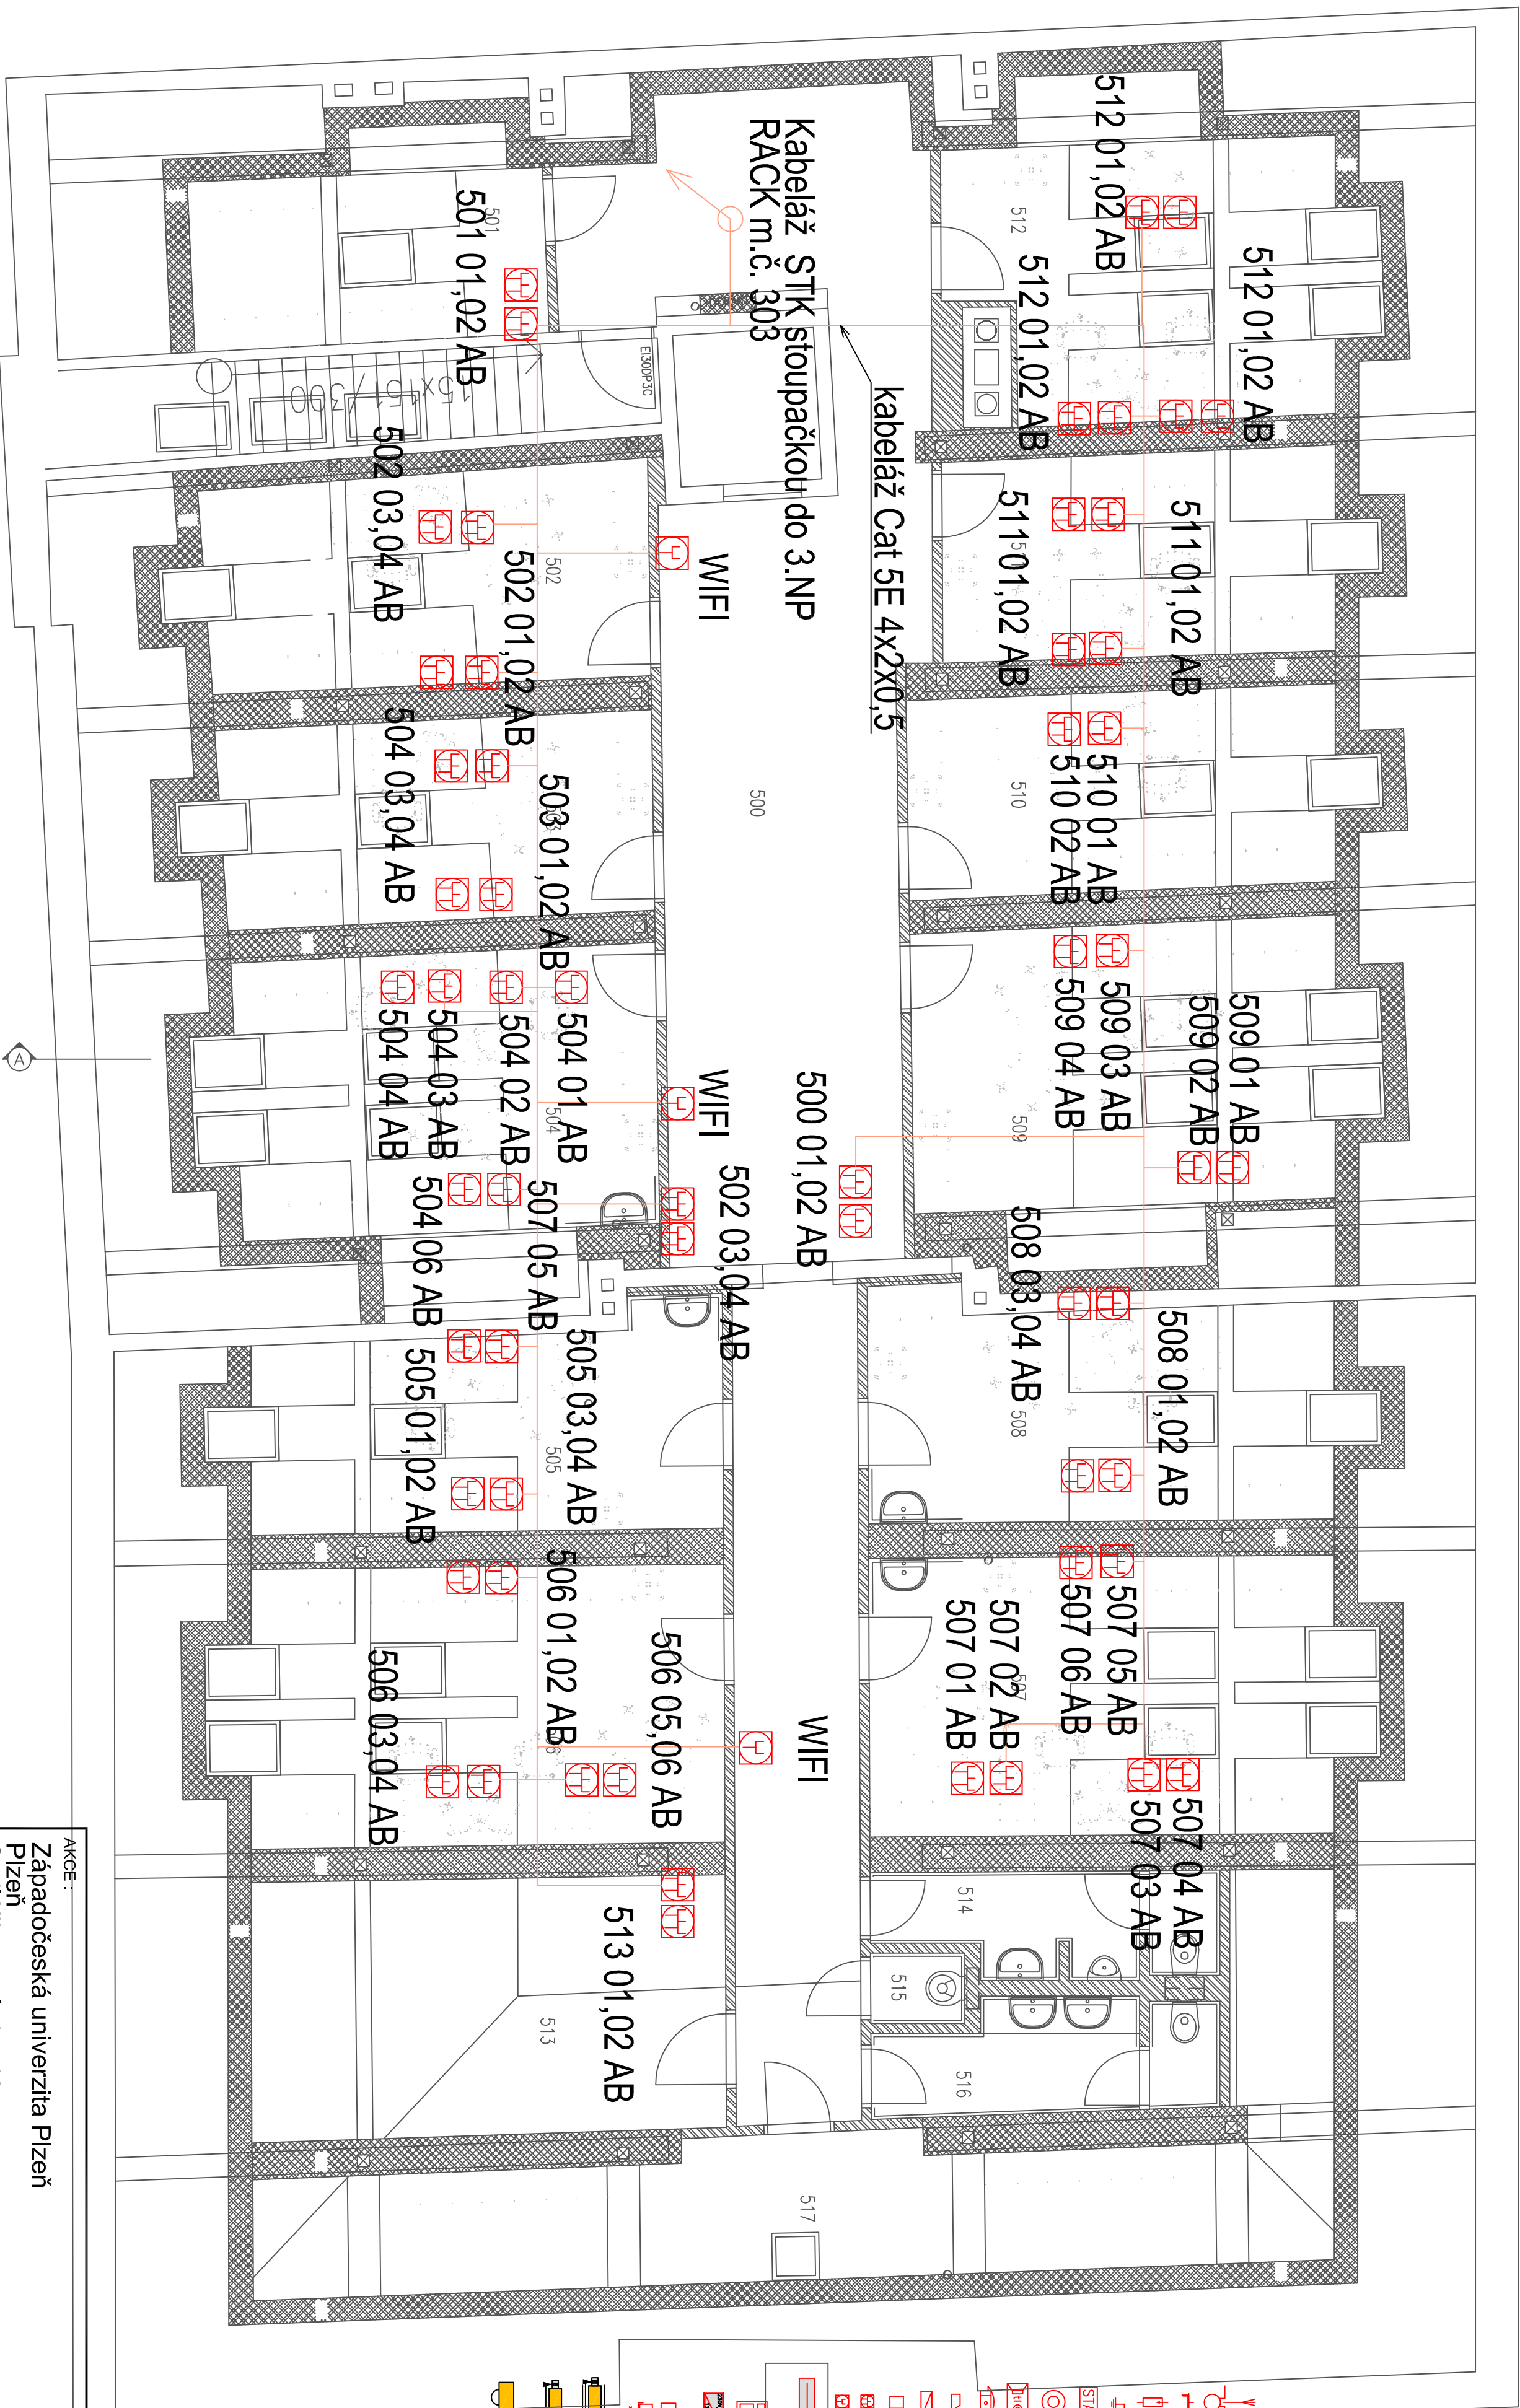 512 01,02 AB
512 01,02 AB
512 01,02 AB
512
511 01,02 AB
511 01,02 AB
510 01 AB
510 02 AB
510
509 01 AB
509 02 AB
509 03 AB
509 04 AB
509
508 03,04 AB
508 01,02 AB
508
507 05 AB
507 06 AB
507 02 AB
507 01 AB
507
507 04 AB
507 03 AB
514
515
516
517
Kabeláž STK stoupačkou do 3.NP
RACK m.č. 303
kabeláž Cat 5E 4x2x0,5
500
WIFI
WIFI
WIFI
500 01,02 AB
502 03,04 AB
EI30DP3C
501
501 01,02 AB
15x151/300
502 03,04 AB
502 01,02 AB
502
504 03,04 AB
503 01,02 AB
503
504 01 AB
504 02 AB
504 03 AB
504 04 AB
504
504 06 AB
507 05 AB
505 03,04 AB
505 01,02 AB
505
506 01,02 AB
506 05,06 AB
506 03,04 AB
506
513 01,02 AB
513
A
AKCE :
Západočeská univerzita Plzeň
Plzeň